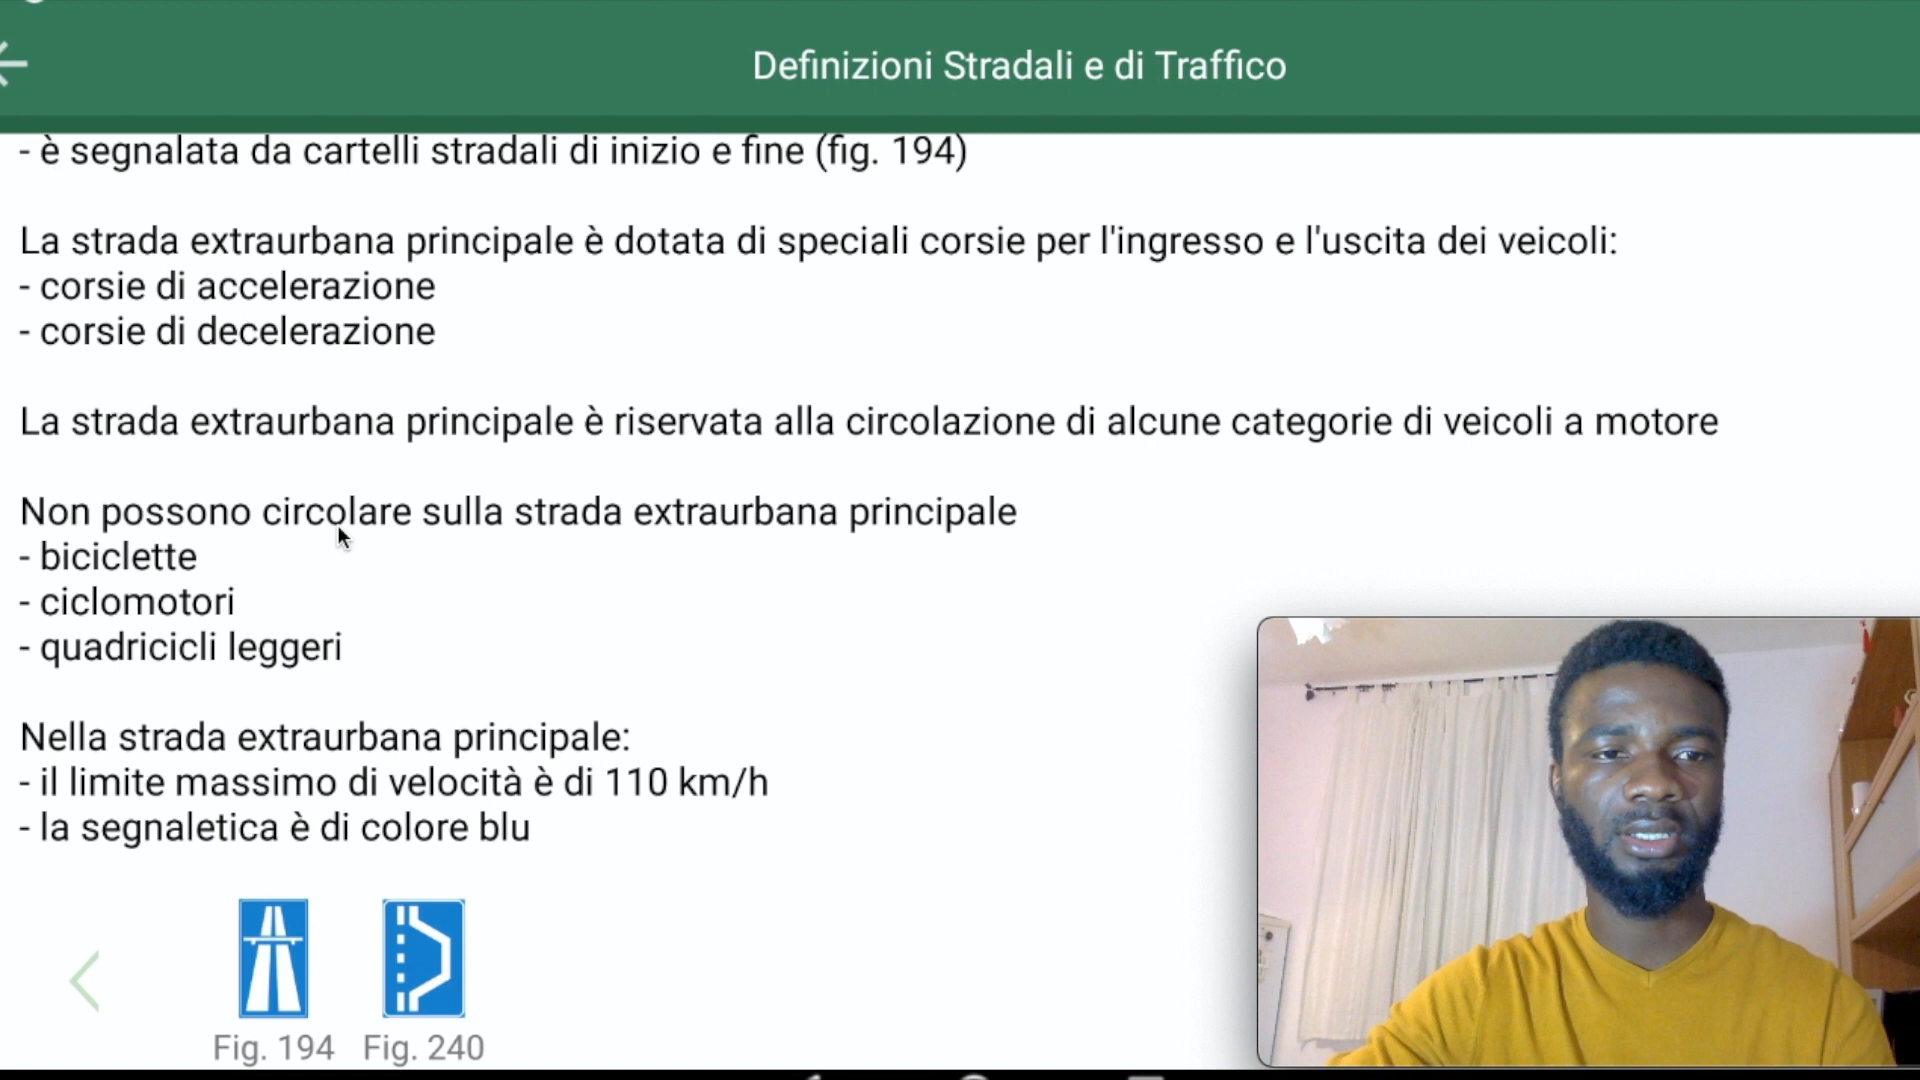 Definizioni Stradali e di Traffico
- è segnalata da cartelli stradali di inizio e fine (fig. 194)
La strada extraurbana principale è dotata di speciali corsie per l'ingresso e l'uscita dei veicoli:
- corsie di accelerazione
- corsie di decelerazione
La strada extraurbana principale è riservata alla circolazione di alcune categorie di veicoli a motore
Non possono circolare sulla strada extraurbana principale
- biciclette
- ciclomotori
- quadricicli leggeri
Nella strada extraurbana principale:
- il limite massimo di velocità è di 110 km/h
- la segnaletica è di colore blu
Fig. 194
Fig. 240